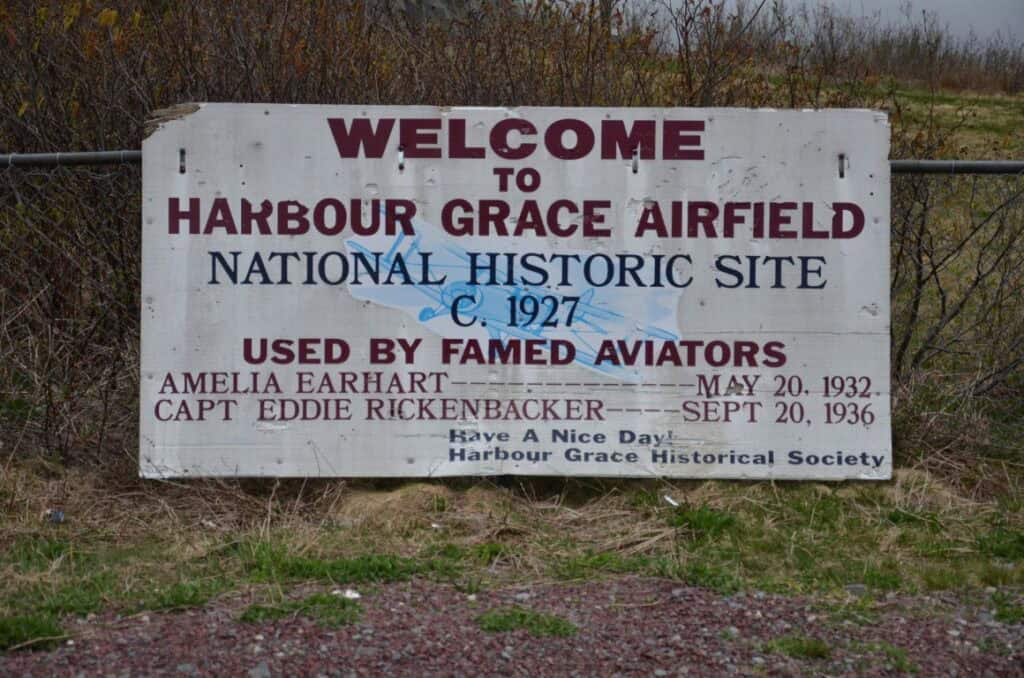 WELCOME
TO
HARBOUR GRACE AIRFIELD
NATIONAL HISTORIC SITE
C. 1927
USED BY FAMED AVIATORS
AMELIA EARHART--------------MAY 20, 1932
CAPT EDDIE RICKENBACKER----SEPT 20, 1936
Have A Nice Day!
Harbour Grace Historical Society